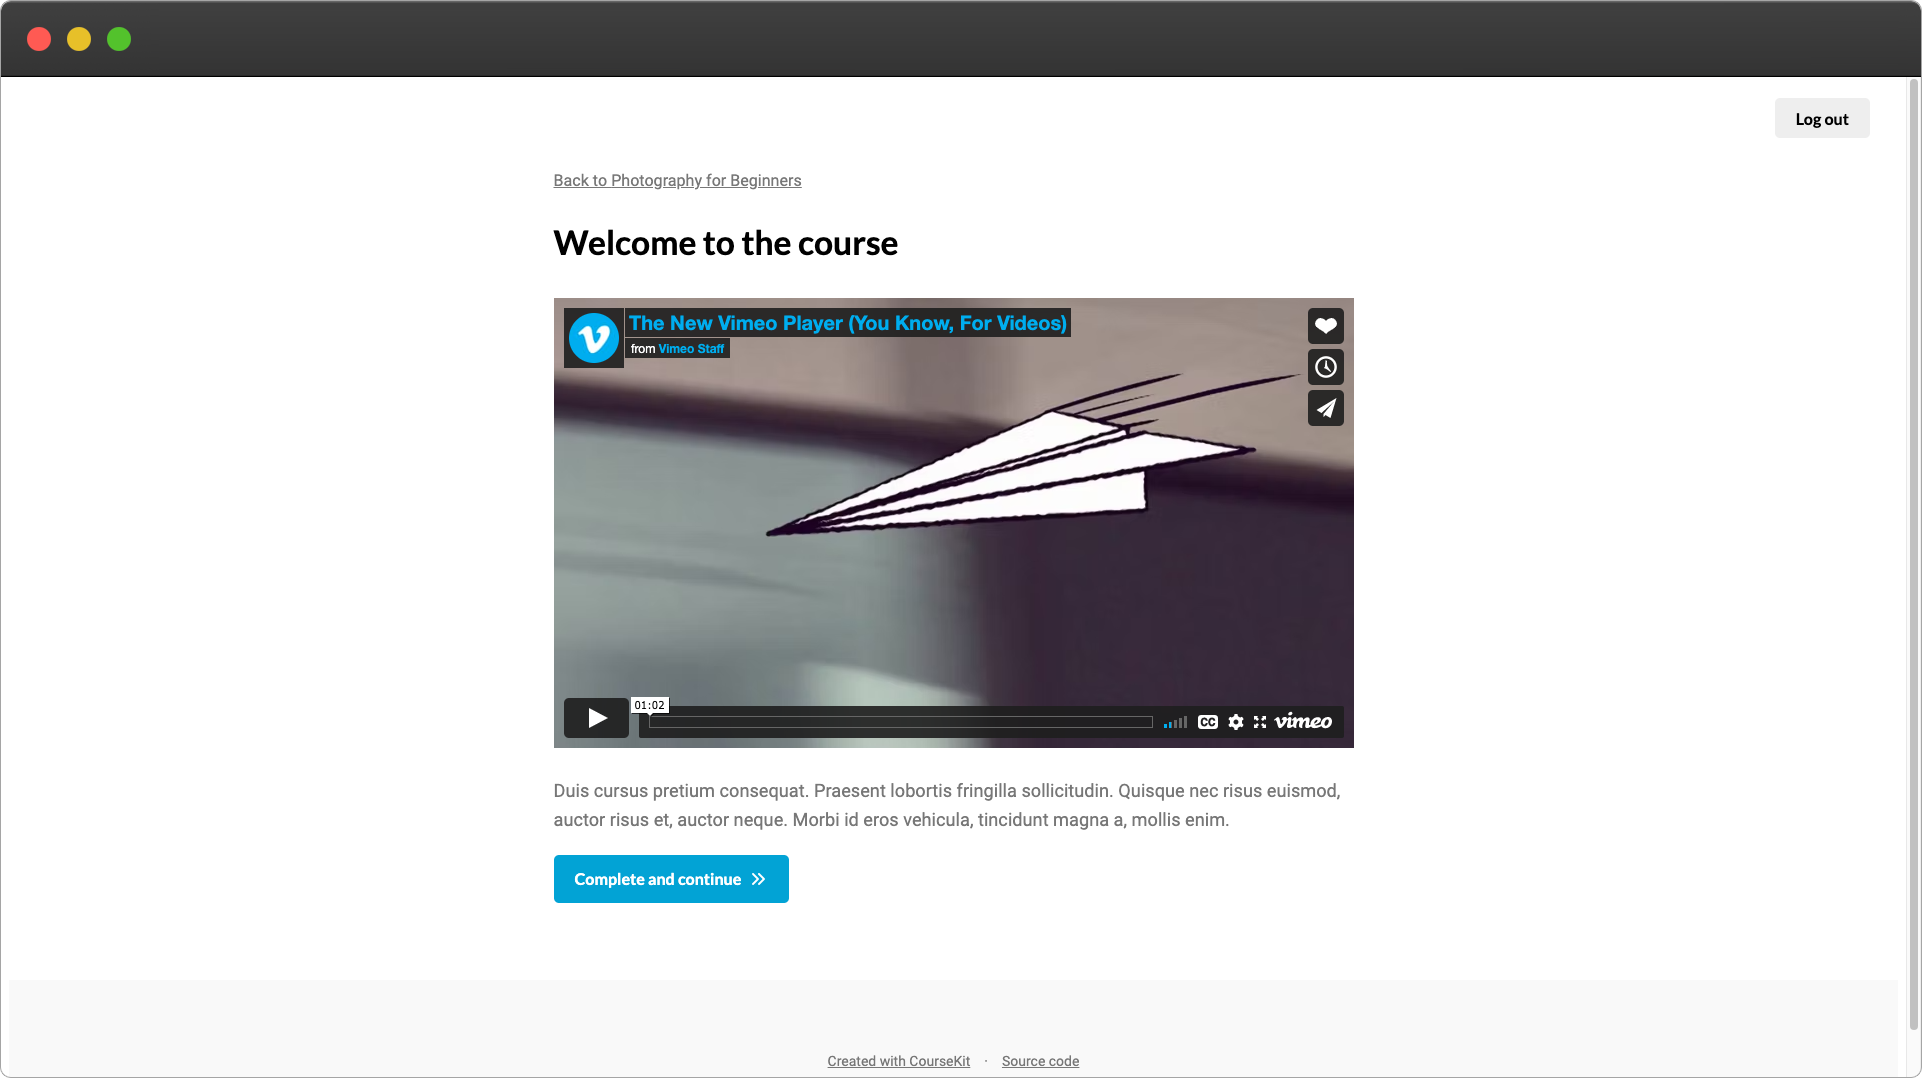 Log out
Back to Photography for Beginners
Welcome to the course
The New Vimeo Player (You Know, For Videos)
from Vimeo Staff
01:02
CC
vimeo
Duis cursus pretium consequat. Praesent lobortis fringilla sollicitudin. Quisque nec risus euismod,
auctor risus et, auctor neque. Morbi id eros vehicula, tincidunt magna a, mollis enim.
Complete and continue
Created with CourseKit · Source code